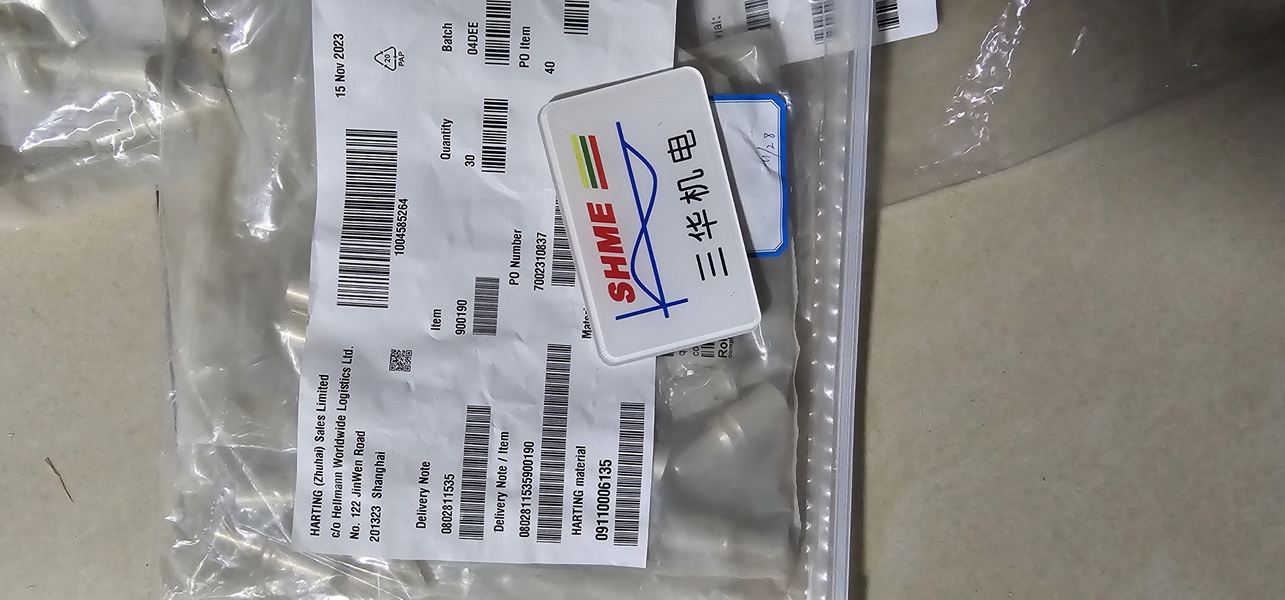 HARTING (Zhuhai) Sales Limited
c/o Hellmann Worldwide Logistics Ltd.
No. 122 JinWen Road
201323 Shanghai
15 Nov 2023
20
PAP
1004585264
Delivery Note
0802811535
Item
900190
Quantity
30
Batch
04DEE
Delivery Note / Item
0802811535900190
PO Number
7002310837
PO Item
40
HARTING material
09110006135
SHME
三华机电
11/28